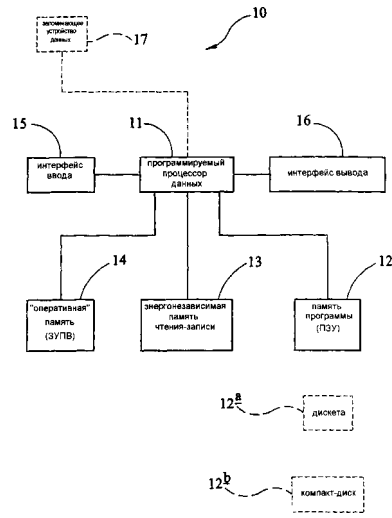 запоминающее
устройство
данных
17
10
15
11
16
интерфейс
ввода
программируемый
процессор
данных
интерфейс вывода
14
13
12
"оперативная"
память
(ЗУПВ)
энергонезависимая
память
чтения-записи
память
программы
(ПЗУ)
12a
дискета
12b
компакт-диск